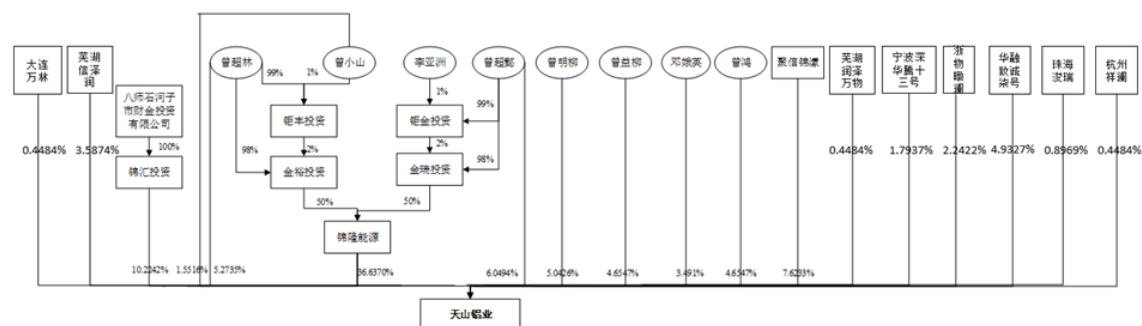 大连
万林
芜湖
信泽
润
八师石河子
市财金投资
有限公司
曾超林
曾小山
李亚洲
曾超懿
曾明柳
曾益柳
邓娥英
曾鸿
聚信锦濛
芜湖
润泽
万物
宁波深
华腾十
三号
浙
物暾
澜
华融
致诚
柒号
珠海
浚瑞
杭州
祥澜
99%
1%
1%
99%
钜丰投资
钜金投资
0.4484%
3.5874%
100%
98%
2%
2%
98%
0.4484%
1.7937%
2.2422%
4.9327%
0.8969%
0.4484%
锦汇投资
金裕投资
金瑞投资
50%
50%
锦隆能源
10.2242%
1.5516%
5.2735%
36.6370%
6.0494%
5.0426%
4.6547%
3.491%
4.6547%
7.6233%
天山铝业